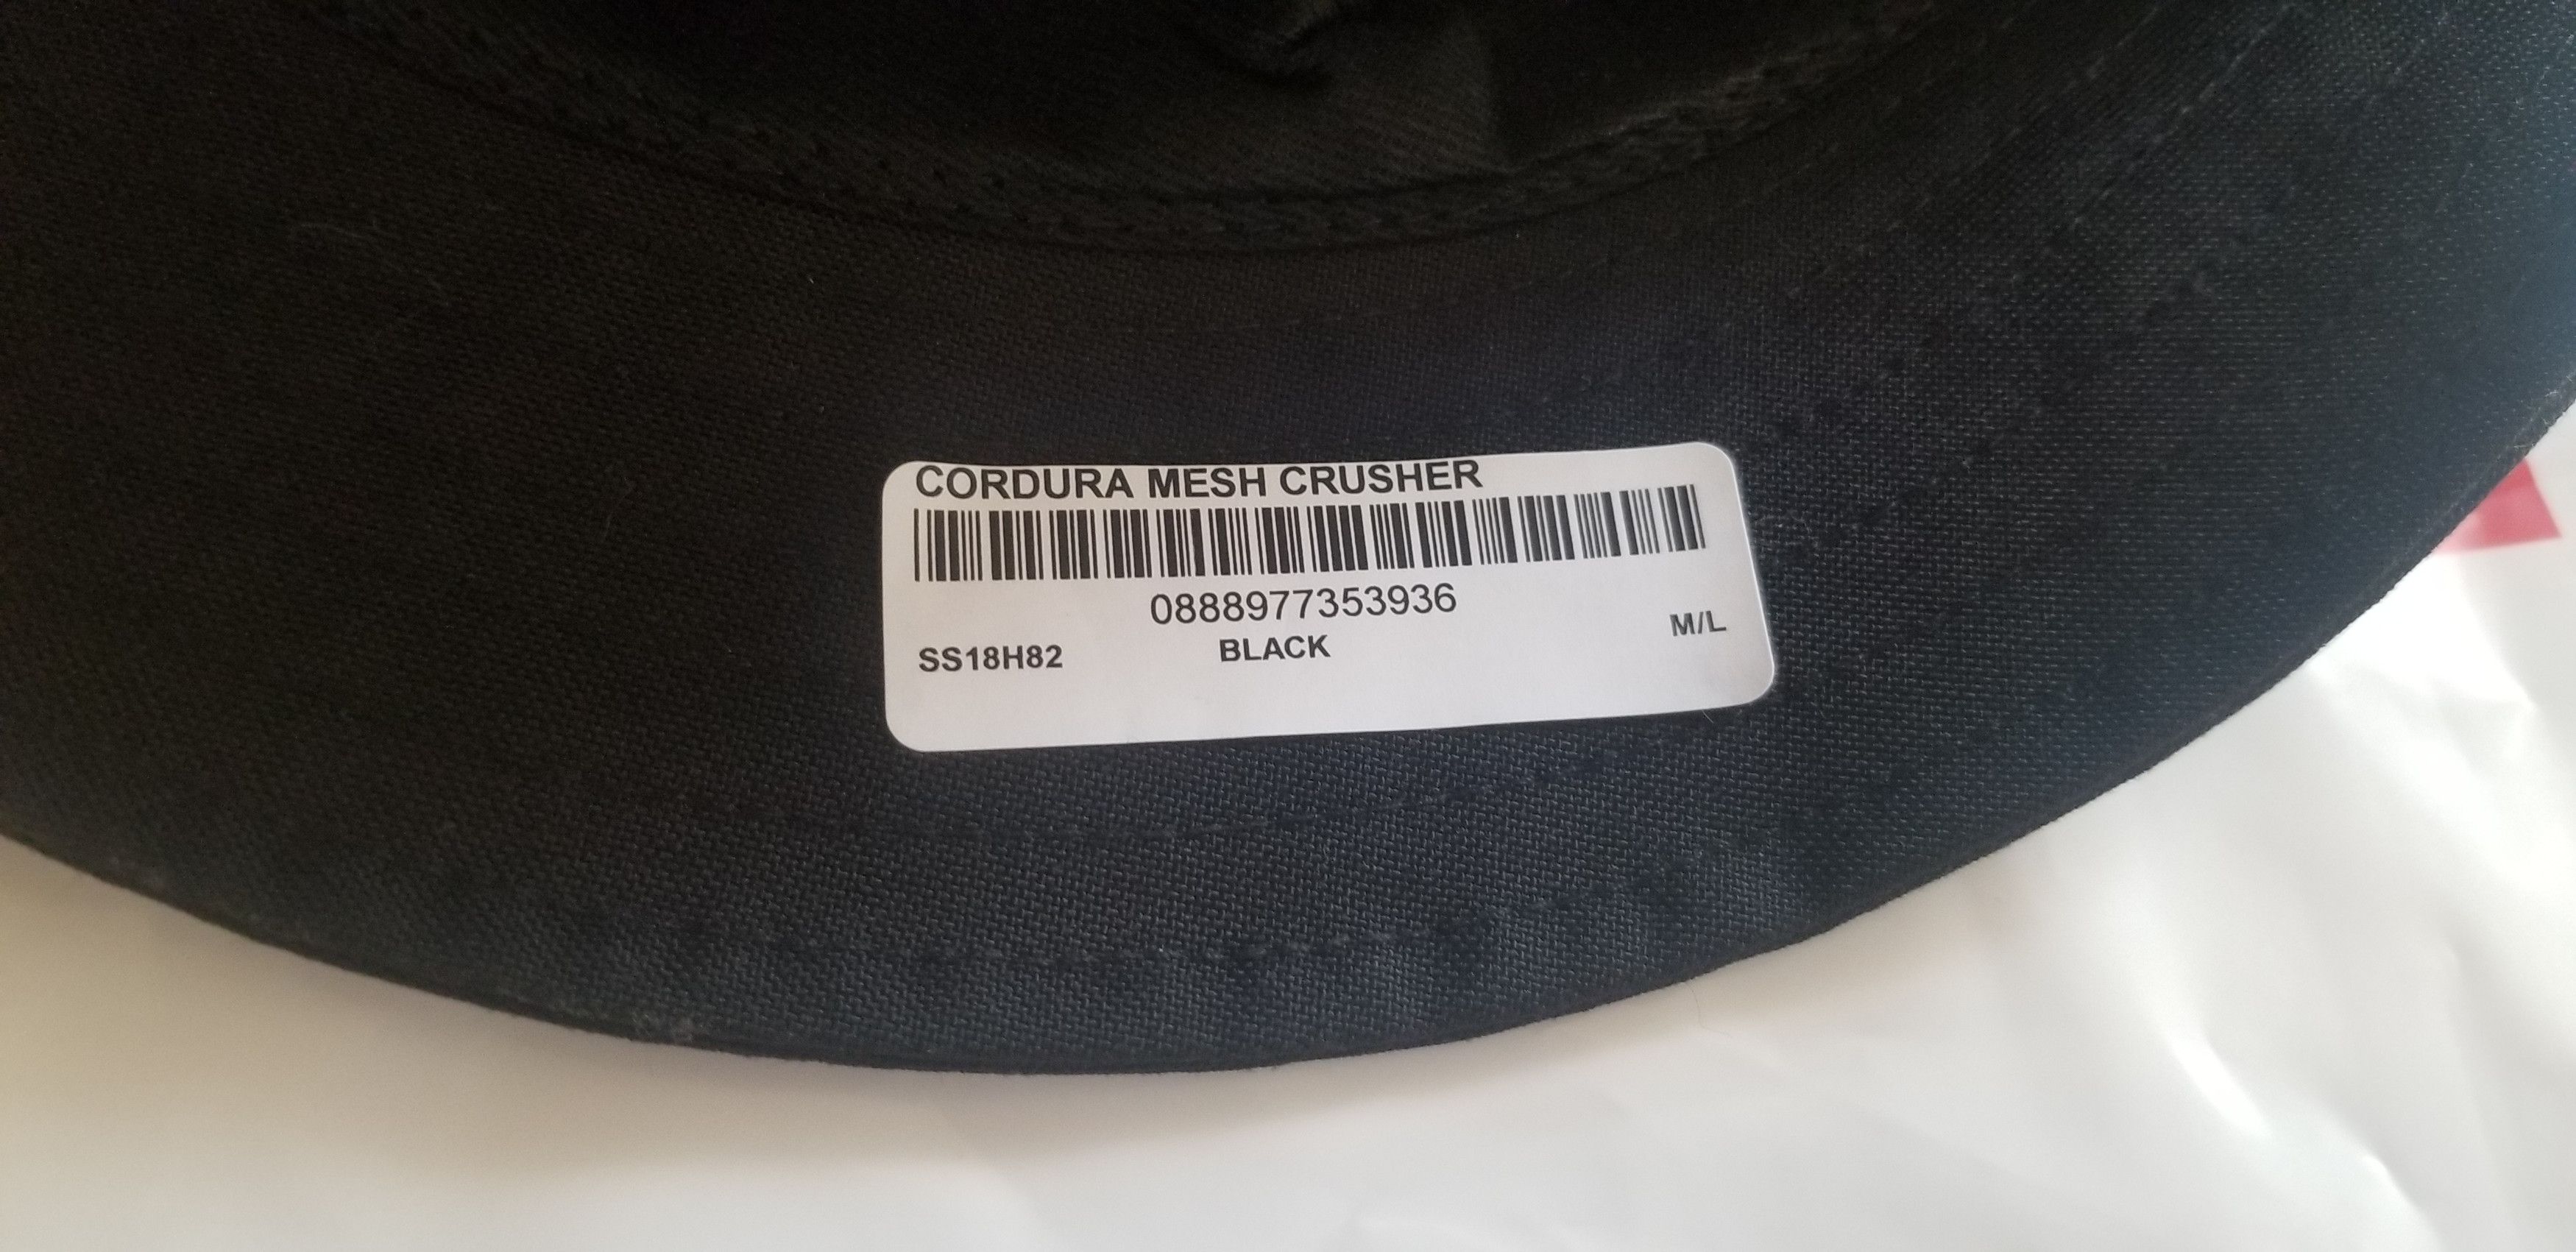 CORDURA MESH CRUSHER
0888977353936
SS18H82 BLACK M/L